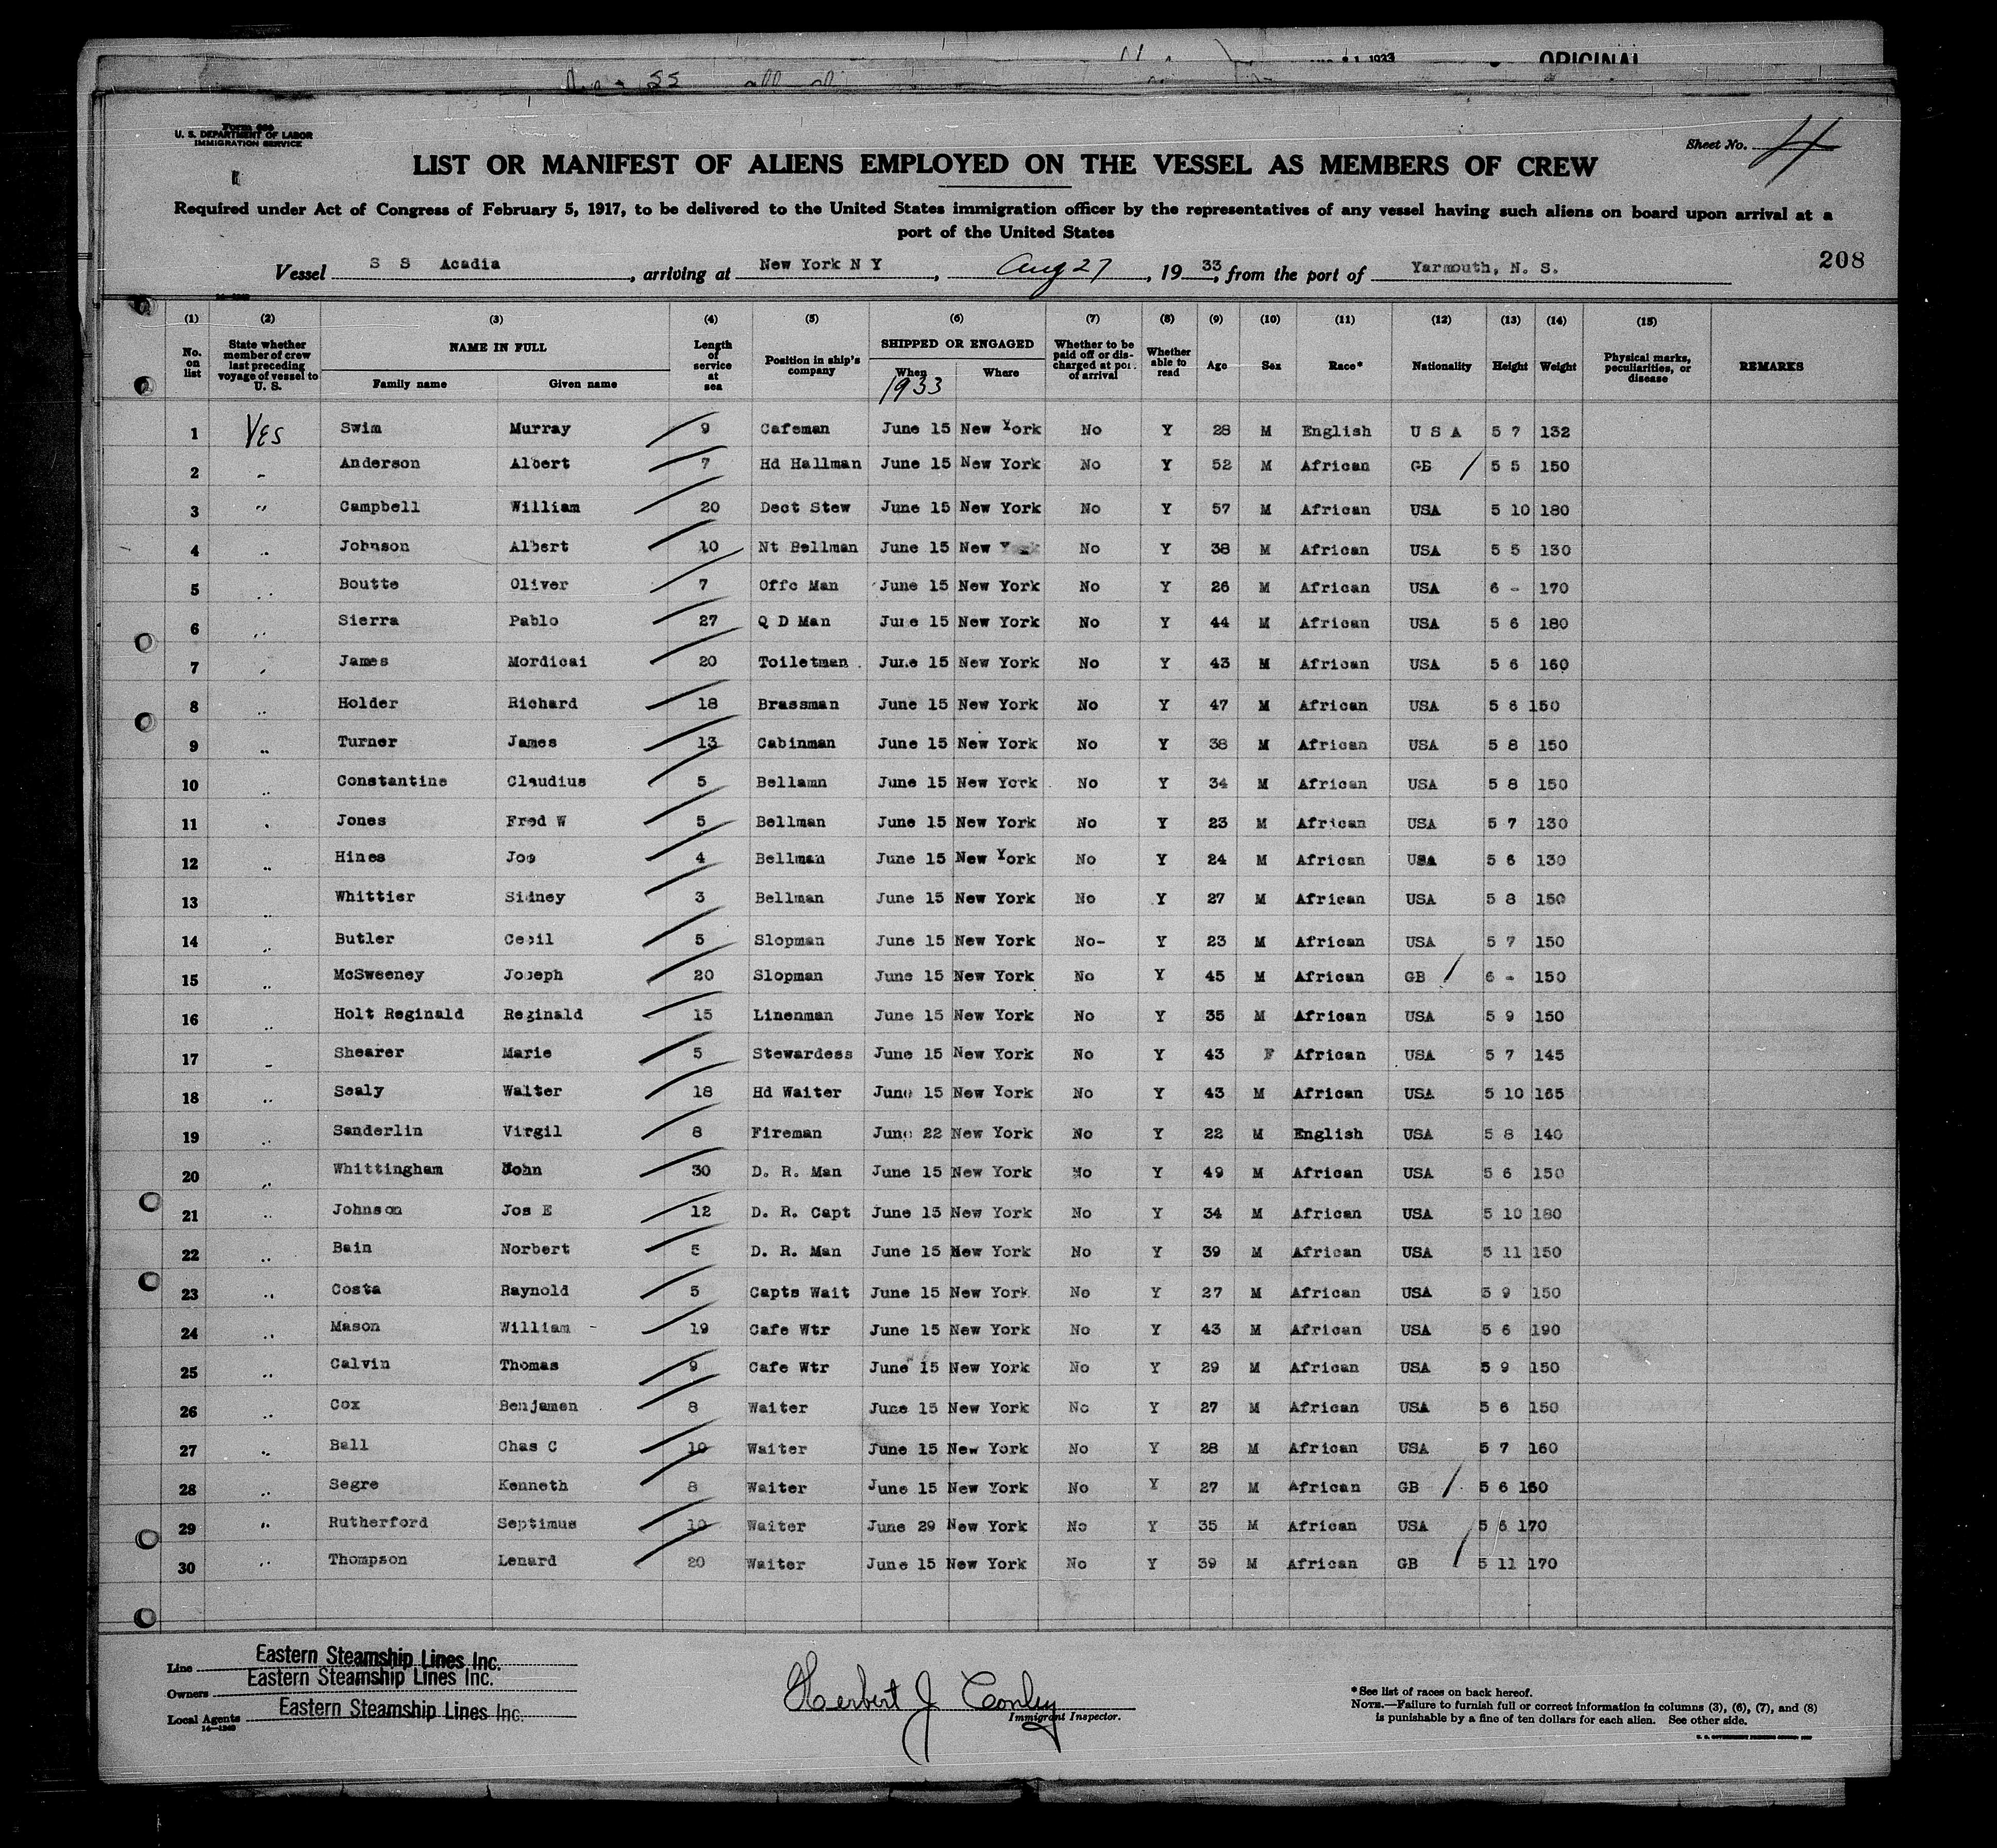 ORIGINAL
U. S. DEPARTMENT OF LABOR
IMMIGRATION SERVICE
Sheet No. 4
LIST OR MANIFEST OF ALIENS EMPLOYED ON THE VESSEL AS MEMBERS OF CREW
Required under Act of Congress of February 5, 1917, to be delivered to the United States immigration officer by the representatives of any vessel having such aliens on board upon arrival at a
port of the United States
208
Vessel S S Acadia, arriving at New York N Y, Aug 27, 1933, from the port of Yarmouth, N. S.
(1) (2) (3) (4) (5) (6) (7) (8) (9) (10) (11) (12) (13) (14) (15)
No. on list State whether member of crew last preceding voyage of vessel to U. S. NAME IN FULL Family name Given name Length of service at sea Position in ship's company SHIPPED OR ENGAGED When 1933 Where Whether to be paid off or discharged at port of arrival Whether able to read Age Sex Race* Nationality Height Weight Physical marks, peculiarities, or disease REMARKS
1 Yes Swim Murray 9 Cafeman June 15 New York No Y 28 M English U S A 5 7 132
2 " Anderson Albert 7 Hd Hallman June 15 New York No Y 52 M African GB / 5 5 150
3 " Campbell William 20 Dect Stew June 15 New York No Y 57 M African USA 5 10 180
4 " Johnson Albert 10 Nt Bellman June 15 New York No Y 38 M African USA 5 5 130
5 " Boutte Oliver 7 Offc Man June 15 New York No Y 26 M African USA 6 - 170
6 " Sierra Pablo 27 Q D Man June 15 New York No Y 44 M African USA 5 6 180
7 " James Mordicai 20 Toiletman June 15 New York No Y 43 M African USA 5 6 160
8 " Holder Richard 18 Brassman June 15 New York No Y 47 M African USA 5 6 150
9 " Turner James 13 Cabinman June 15 New York No Y 38 M African USA 5 8 150
10 " Constantine Claudius 5 Bellamn June 15 New York No Y 34 M African USA 5 8 150
11 " Jones Fred W 5 Bellman June 15 New York No Y 23 M African USA 5 7 130
12 " Hines Joe 4 Bellman June 15 New York No Y 24 M African USA 5 6 130
13 " Whittier Sidney 3 Bellman June 15 New York No Y 27 M African USA 5 8 150
14 " Butler Cecil 5 Slopman June 15 New York No- Y 23 M African USA 5 7 150
15 " McSweeney Joseph 20 Slopman June 15 New York No Y 45 M African GB / 6 - 150
16 " Holt Reginald Reginald 15 Linenman June 15 New York No Y 35 M African USA 5 9 150
17 " Shearer Marie 5 Stewardess June 15 New York No Y 43 F African USA 5 7 145
18 " Sealy Walter 18 Hd Waiter June 15 New York No Y 43 M African USA 5 10 165
19 " Sanderlin Virgil 8 Fireman June 22 New York No Y 22 M English USA 5 8 140
20 " Whittingham John 30 D. R. Man June 15 New York No Y 49 M African USA 5 6 150
21 " Johnson Jos E 12 D. R. Capt June 15 New York No Y 34 M African USA 5 10 180
22 " Bain Norbert 5 D. R. Man June 15 New York No Y 39 M African USA 5 11 150
23 " Costa Raynold 5 Capts Wait June 15 New York No Y 27 M African USA 5 9 150
24 " Mason William - 19 Cafe Wtr June 15 New York No Y 43 M African USA 5 6 190
25 " Calvin Thomas 9 Cafe Wtr June 15 New York No Y 29 M African USA 5 9 150
26 " Cox Benjamen 8 Waiter June 15 New York No Y 27 M African USA 5 6 150
27 " Ball Chas C 10 Waiter June 15 New York No Y 28 M African USA 5 7 160
28 " Segre Kenneth 8 Waiter June 15 New York No Y 27 M African GB / 5 6 160
29 " Rutherford Septimus 10 Waiter June 29 New York No Y 35 M African USA 5 6 170
30 " Thompson Lenard 20 Waiter June 15 New York No Y 39 M African GB / 5 11 170
Line Eastern Steamship Lines Inc.
Owners Eastern Steamship Lines Inc.
Local Agents Eastern Steamship Lines Inc.
14—1240
Herbert J Conley
Immigrant Inspector.
*See list of races on back hereof.
NOTE.—Failure to furnish full or correct information in columns (3), (6), (7), and (8)
is punishable by a fine of ten dollars for each alien. See other side.